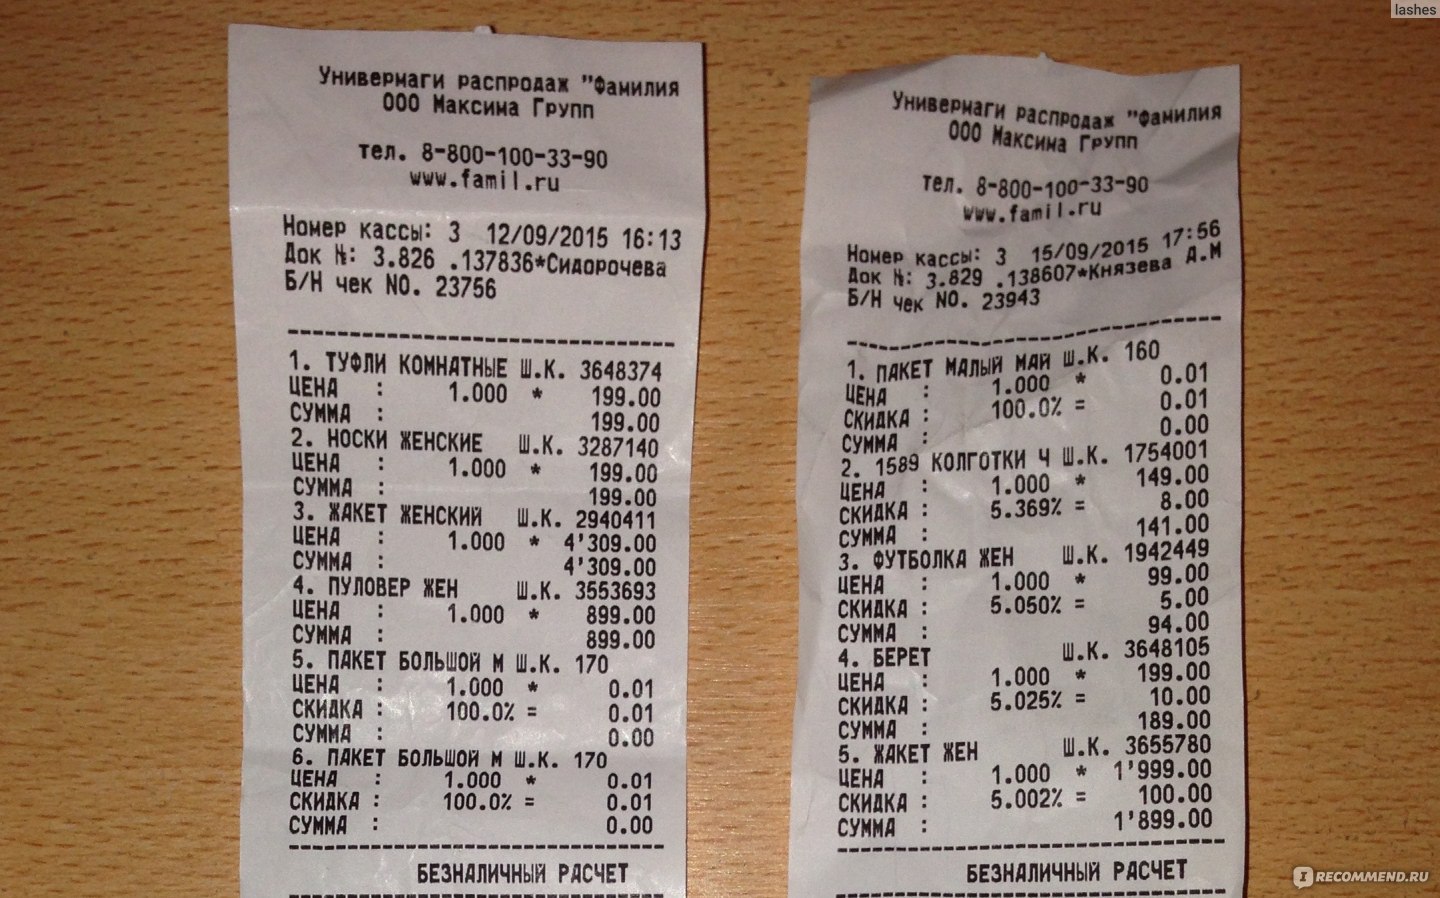 lashes
Универмаги распродаж "Фамилия
ООО Максима Групп
тел. 8-800-100-33-90
www.famil.ru
Номер кассы: 3 12/09/2015 16:13
Док №: 3.826 .137836*Сидорочева
Б/Н чек NO. 23756
1. ТУФЛИ КОМНАТНЫЕ Ш.К. 3648374
ЦЕНА : 1.000 * 199.00
СУММА : 199.00
2. НОСКИ ЖЕНСКИЕ Ш.К. 3287140
ЦЕНА : 1.000 * 199.00
СУММА : 199.00
3. ЖАКЕТ ЖЕНСКИЙ Ш.К. 2940411
ЦЕНА : 1.000 * 4'309.00
СУММА : 4'309.00
4. ПУЛОВЕР ЖЕН Ш.К. 3553693
ЦЕНА : 1.000 * 899.00
СУММА : 899.00
5. ПАКЕТ БОЛЬШОЙ М Ш.К. 170
ЦЕНА : 1.000 * 0.01
СКИДКА : 100.0% = 0.01
СУММА : 0.00
6. ПАКЕТ БОЛЬШОЙ М Ш.К. 170
ЦЕНА : 1.000 * 0.01
СКИДКА : 100.0% = 0.01
СУММА : 0.00
БЕЗНАЛИЧНЫЙ РАСЧЕТ
Универмаги распродаж "Фамилия
ООО Максима Групп
тел. 8-800-100-33-90
www.famil.ru
Номер кассы: 3 15/09/2015 17:56
Док №: 3.829 .138607*Князева А.М
Б/Н чек NO. 23943
1. ПАКЕТ МАЛЫЙ МАЙ Ш.К. 160
ЦЕНА : 1.000 * 0.01
СКИДКА : 100.0% = 0.01
СУММА : 0.00
2. 1589 КОЛГОТКИ Ч Ш.К. 1754001
ЦЕНА : 1.000 * 149.00
СКИДКА : 5.369% = 8.00
СУММА : 141.00
3. ФУТБОЛКА ЖЕН Ш.К. 1942449
ЦЕНА : 1.000 * 99.00
СКИДКА : 5.050% = 5.00
СУММА : 94.00
4. БЕРЕТ Ш.К. 3648105
ЦЕНА : 1.000 * 199.00
СКИДКА : 5.025% = 10.00
СУММА : 189.00
5. ЖАКЕТ ЖЕН Ш.К. 3655780
ЦЕНА : 1.000 * 1'999.00
СКИДКА : 5.002% = 100.00
СУММА : 1'899.00
БЕЗНАЛИЧНЫЙ РАСЧЕТ
IRECOMMEND.RU